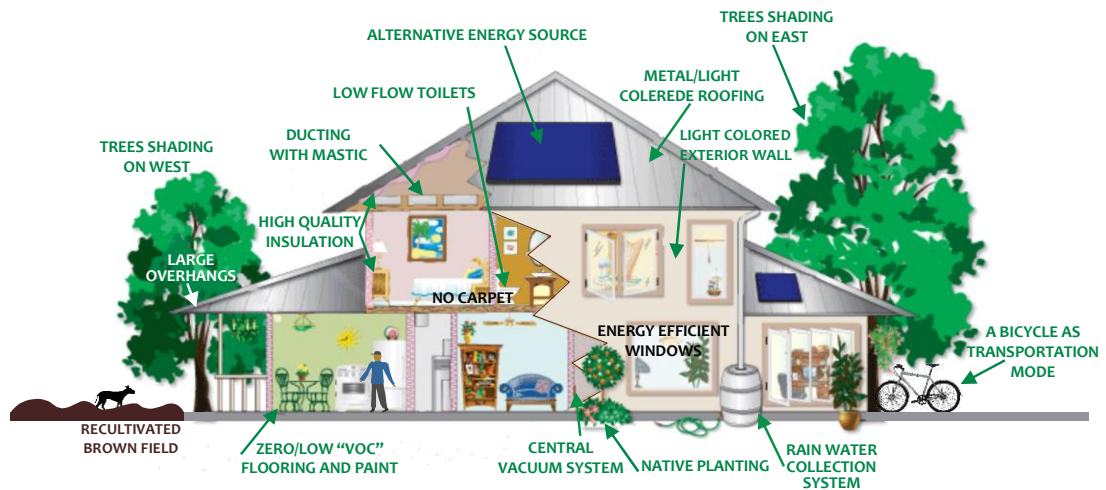 ALTERNATIVE ENERGY SOURCE
TREES SHADING
ON EAST
LOW FLOW TOILETS
METAL/LIGHT
COLEREDE ROOFING
DUCTING
WITH MASTIC
LIGHT COLORED
EXTERIOR WALL
TREES SHADING
ON WEST
HIGH QUALITY
INSULATION
LARGE
OVERHANGS
NO CARPET
ENERGY EFFICIENT
WINDOWS
A BICYCLE AS
TRANSPORTATION
MODE
RECULTIVATED
BROWN FIELD
ZERO/LOW “VOC”
FLOORING AND PAINT
CENTRAL
VACUUM SYSTEM
NATIVE PLANTING
RAIN WATER
COLLECTION
SYSTEM